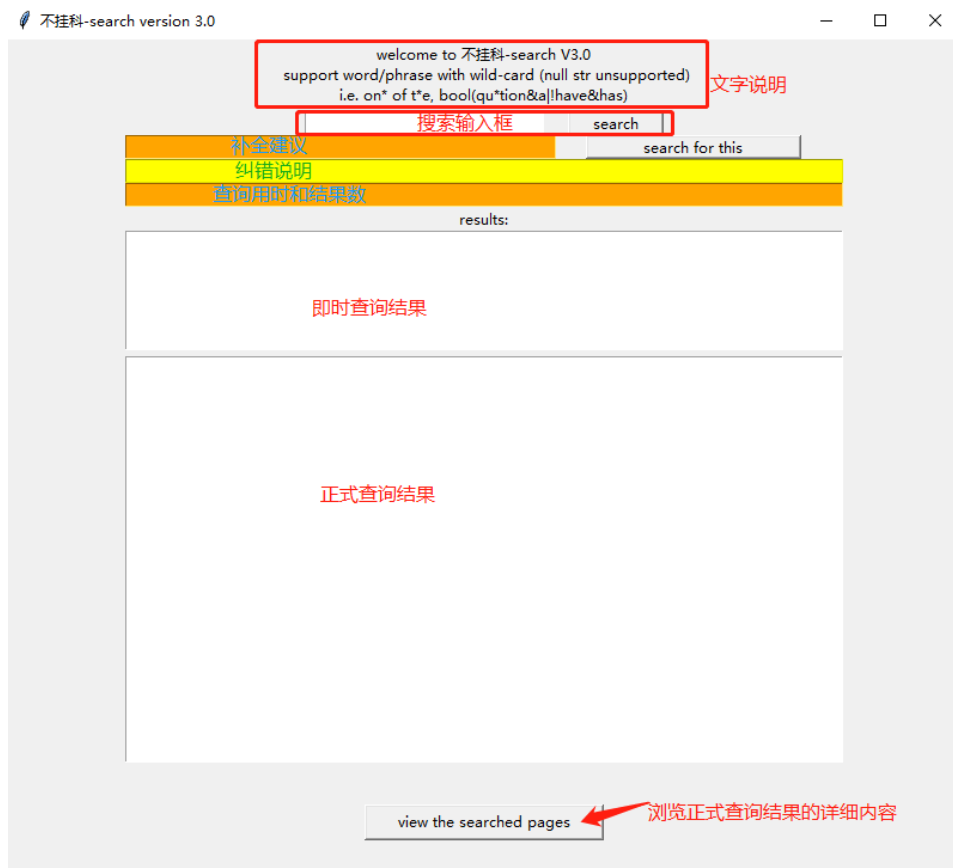 不挂科-search version 3.0
welcome to 不挂科-search V3.0
support word/phrase with wild-card (null str unsupported)
文字说明
i.e. on* of t*e, bool(qu*tion&a|!have&has)
搜索输入框 search
补全建议 search for this
纠错说明
查询用时和结果数
results:
即时查询结果
正式查询结果
浏览正式查询结果的详细内容
view the searched pages